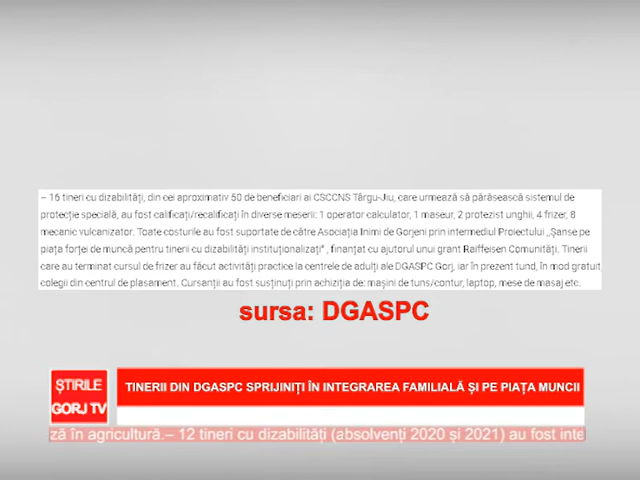 – 16 tineri cu dizabilități, din cei aproximativ 50 de beneficiari ai CSCCNS Târgu-Jiu, care urmează să părăsească sistemul de
protecție specială, au fost calificați/recalificați în diverse meserii: 1 operator calculator, 1 maseur, 2 protezist unghii, 4 frizer, 8
mecanic vulcanizator. Toate costurile au fost suportate de către Asociația Inimi de Gorjeni prin intermediul Proiectului ,,Șanse pe
piața forței de muncă pentru tinerii cu dizabilități instituționalizați" , finanțat cu ajutorul unui grant Raiffeisen Comunități. Tinerii
care au terminat cursul de frizer au făcut activități practice la centrele de adulți ale DGASPC Gorj, iar în prezent tund, în mod gratuit,
colegii din centrul de plasament. Cursanții au fost susținuți prin achiziția de: mașini de tuns/contur, laptop, mese de masaj etc.
sursa: DGASPC
ȘTIRILE
GORJ TV
TINERII DIN DGASPC SPRIJINIȚI ÎN INTEGRAREA FAMILIALĂ ȘI PE PIAȚA MUNCII
ză în agricultură.– 12 tineri cu dizabilități (absolvenți 2020 și 2021) au fost inte